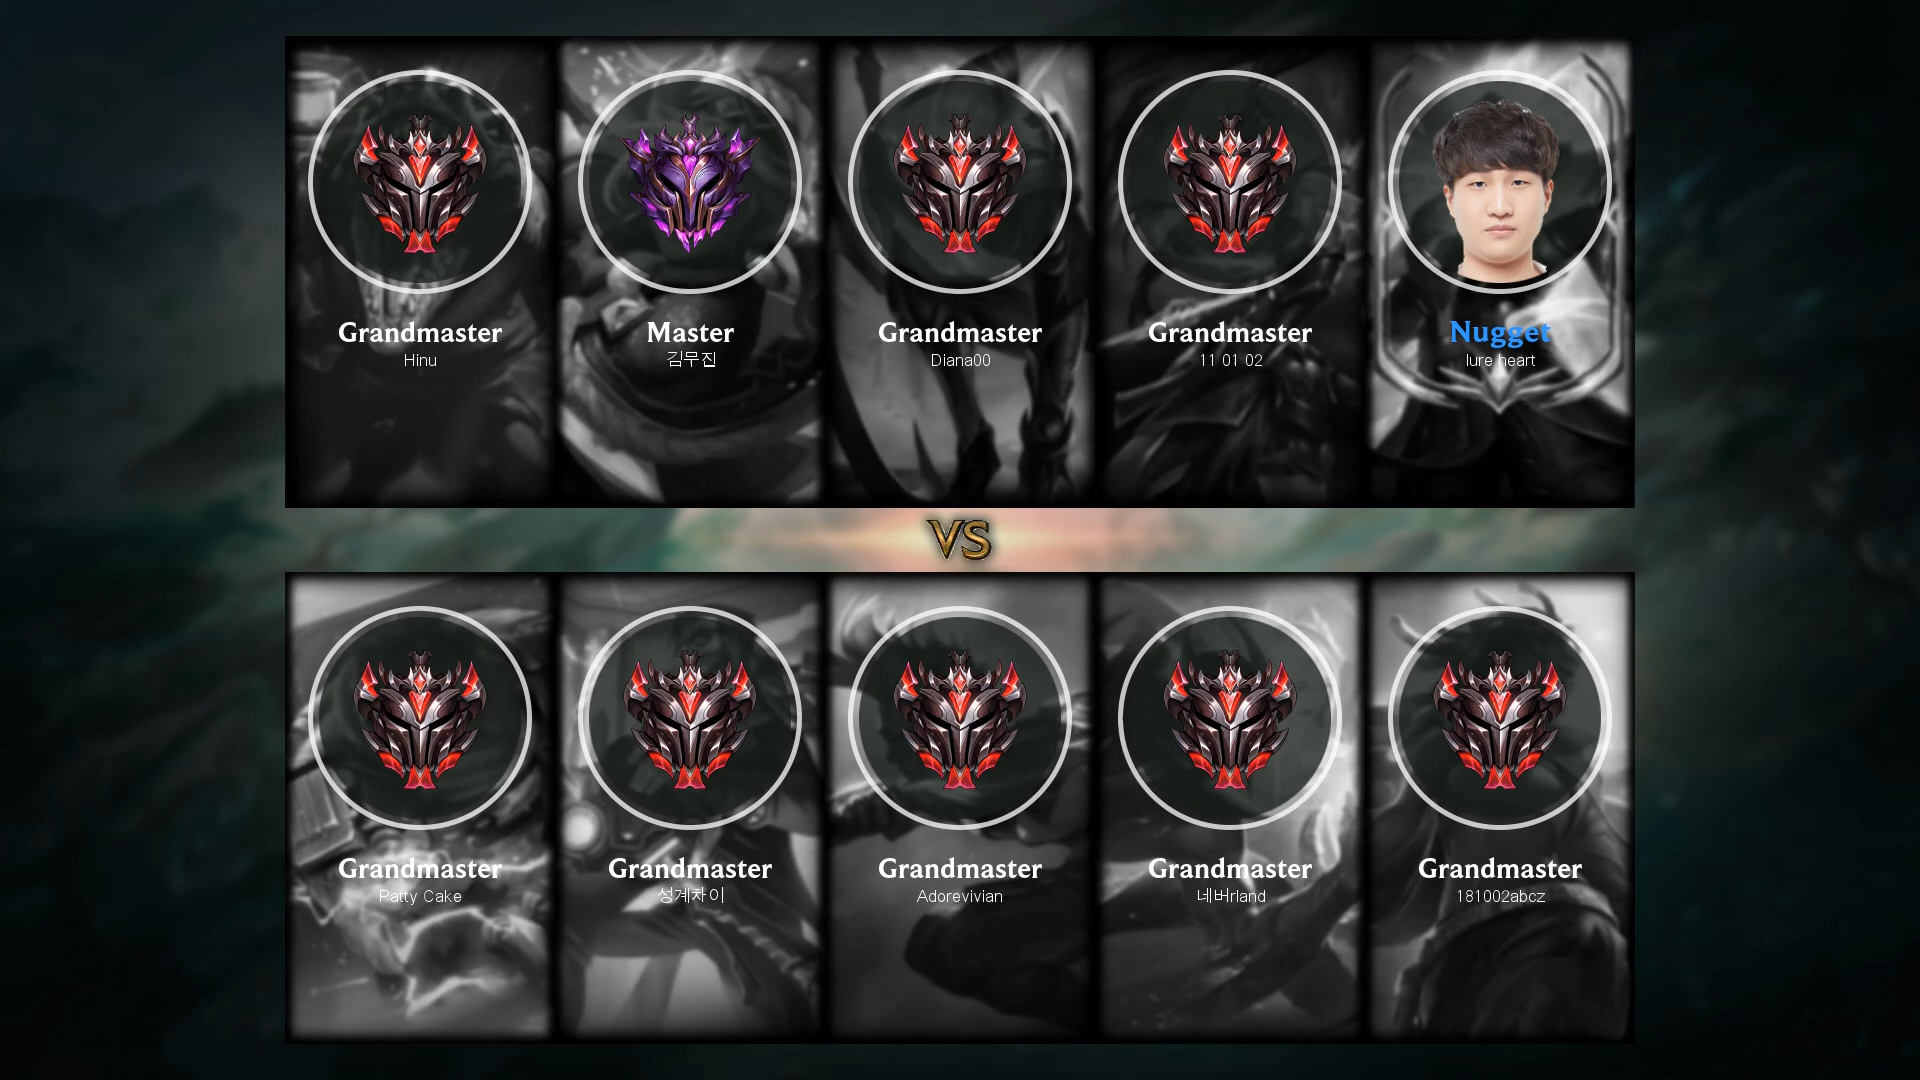 Grandmaster
Hinu
Master
김무진
Grandmaster
Diana00
Grandmaster
11 01 02
Nugget
lure heart
VS
Grandmaster
Patty Cake
Grandmaster
성계차이
Grandmaster
Adorevivian
Grandmaster
네버rland
Grandmaster
181002abcz